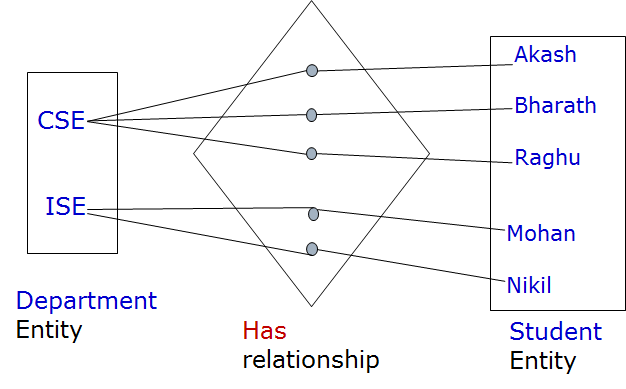 CSE
ISE
Department
Entity
Has
relationship
Akash
Bharath
Raghu
Mohan
Nikil
Student
Entity